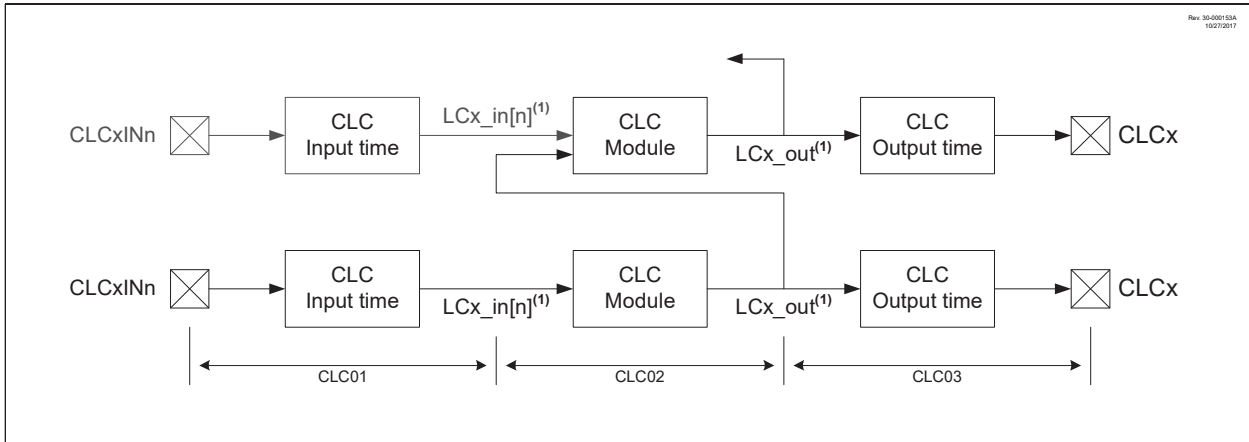 Rev. 30-000153A
10/27/2017
CLCxINn
CLC
Input time
LCx_in[n](1)
CLC
Module
LCx_out(1)
CLC
Output time
CLCx
CLCxINn
CLC
Input time
LCx_in[n](1)
CLC
Module
LCx_out(1)
CLC
Output time
CLCx
CLC01
CLC02
CLC03